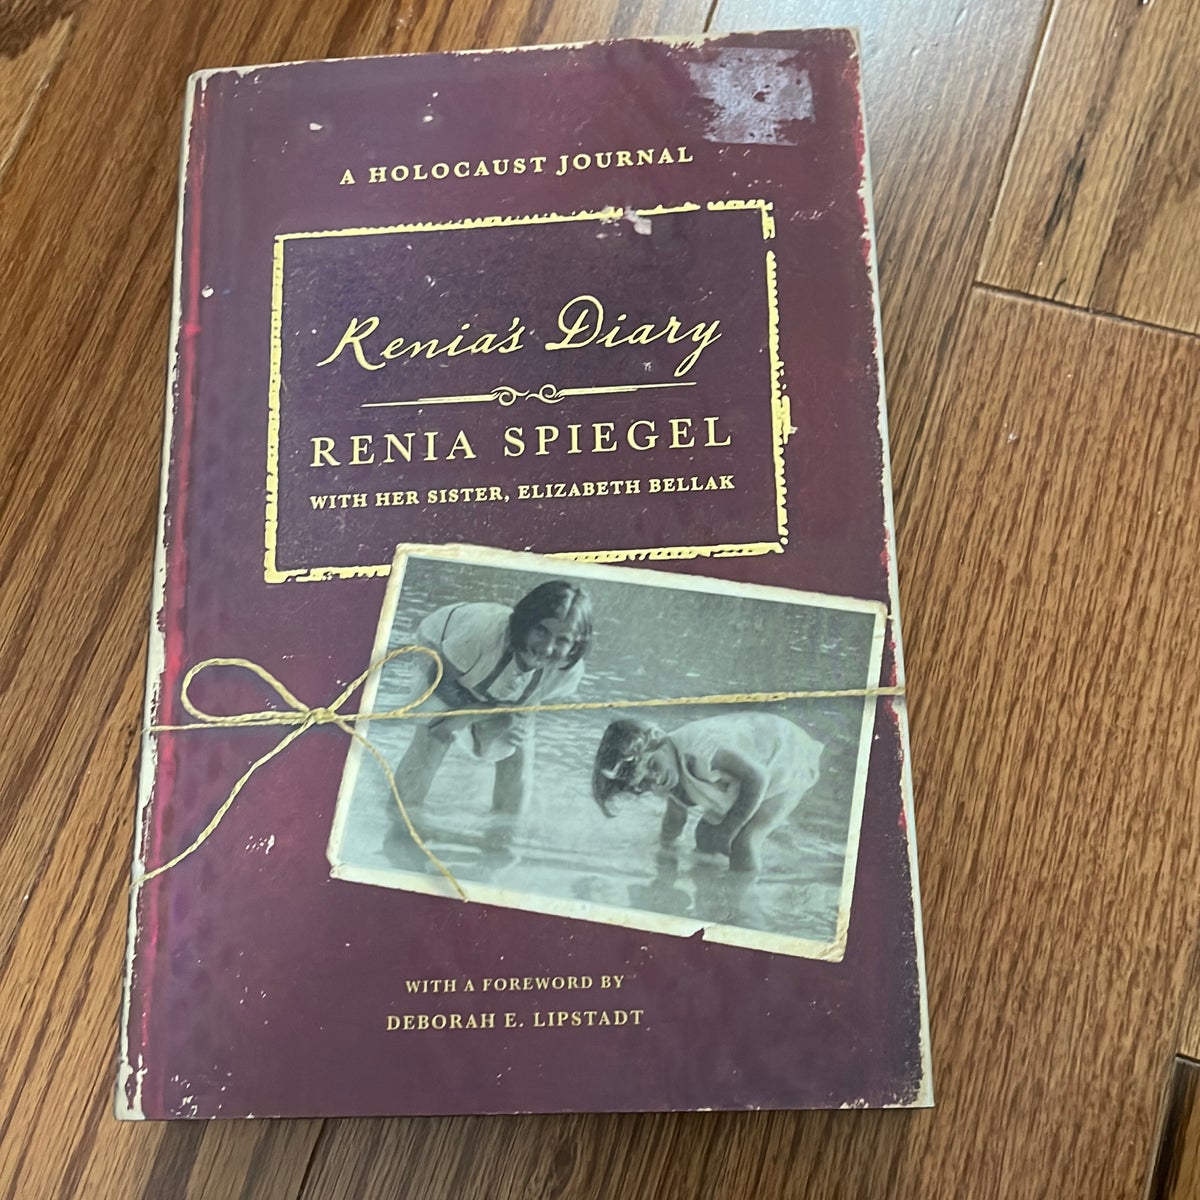 A HOLOCAUST JOURNAL
Renia's Diary
RENIA SPIEGEL
WITH HER SISTER, ELIZABETH BELLAK
WITH A FOREWORD BY
DEBORAH E. LIPSTADT